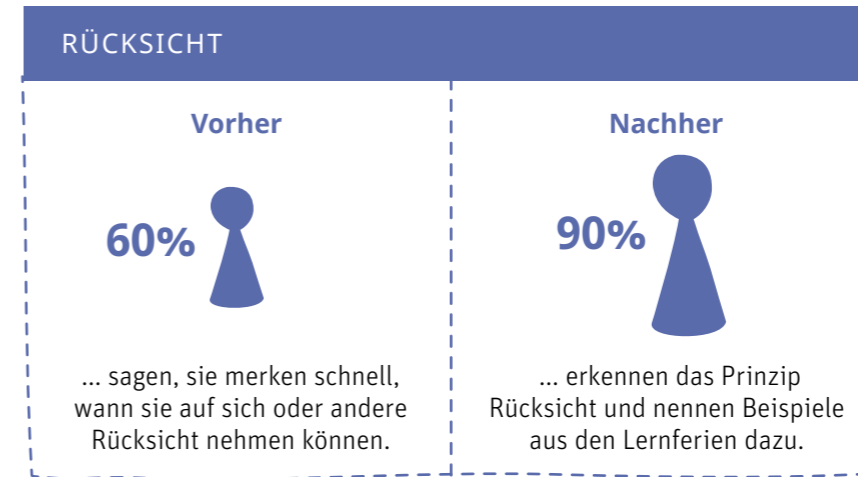 RÜCKSICHT
Vorher
60%
... sagen, sie merken schnell,
wann sie auf sich oder andere
Rücksicht nehmen können.
Nachher
90%
... erkennen das Prinzip
Rücksicht und nennen Beispiele
aus den Lernferien dazu.